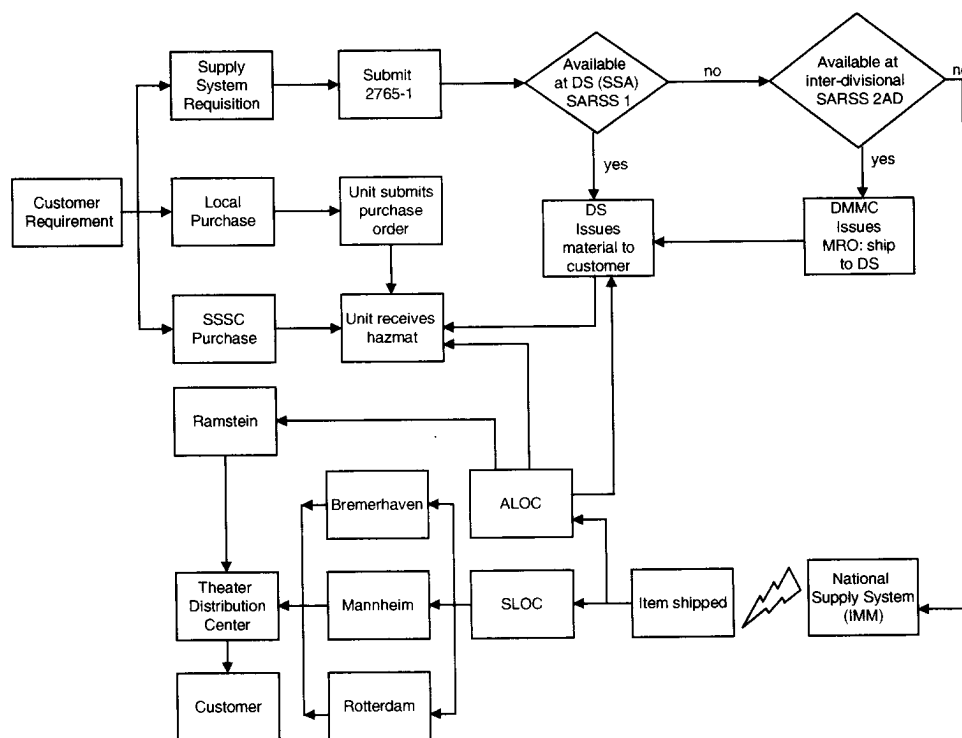 Supply
System
Requisition
Submit
2765-1
Available
at DS (SSA)
SARSS 1
no
Available at
inter-divisional
SARSS 2AD
no
yes
yes
Customer
Requirement
Local
Purchase
Unit submits
purchase
order
DS
Issues
material to
customer
DMMC
Issues
MRO: ship
to DS
SSSC
Purchase
Unit receives
hazmat
Ramstein
Bremerhaven
ALOC
Theater
Distribution
Center
Mannheim
SLOC
Item shipped
National
Supply System
(IMM)
Customer
Rotterdam